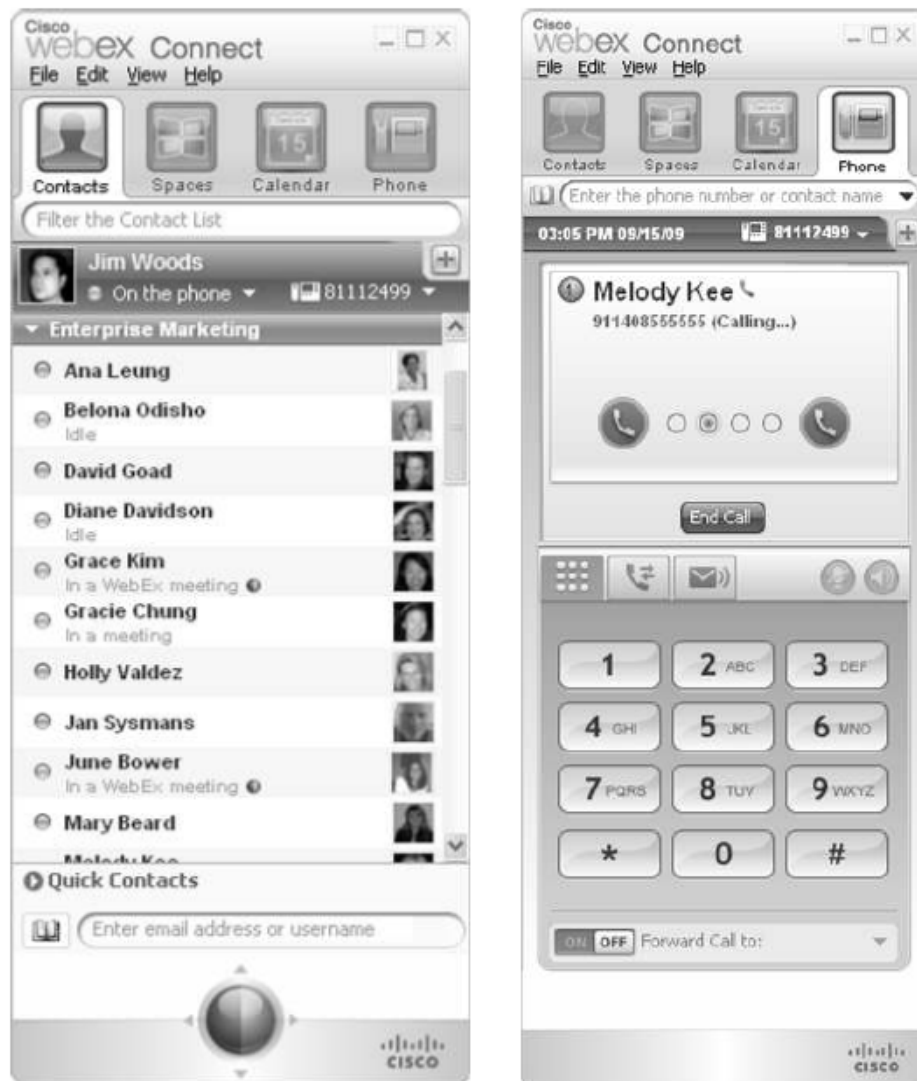 Cisco
webex Connect
File Edit View Help
15
Contacts Spaces Calendar Phone
Filter the Contact List
Jim Woods
On the phone 81112499
Enterprise Marketing
Ana Leung
Belona Odisho
Idle
David Goad
Diane Davidson
Idle
Grace Kim
In a WebEx meeting
Gracie Chung
In a meeting
Holly Valdez
Jan Sysmans
June Bower
In a WebEx meeting
Mary Beard
Melody Kee
Quick Contacts
Enter email address or username
CISCO
Cisco
webex Connect
File Edit View Help
15
Contacts Spaces Calendar Phone
Enter the phone number or contact name
03:05 PM 09/15/09 81112499
1 Melody Kee
911408555555 (Calling...)
End Call
1 2 ABC 3 DEF
4 GHI 5 JKL 6 MNO
7 PQRS 8 TUV 9 WXYZ
* 0 #
ON OFF Forward Call to:
CISCO